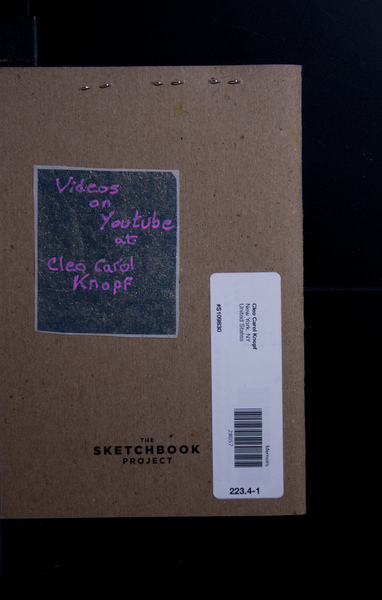 Videos
on
Youtube
at
Cleo Carol
Knopf
THE
SKETCHBOOK
PROJECT
Cleo Carol Knopf
New York, NY
United States
#S109830
Memoirs
28057
223.4-1